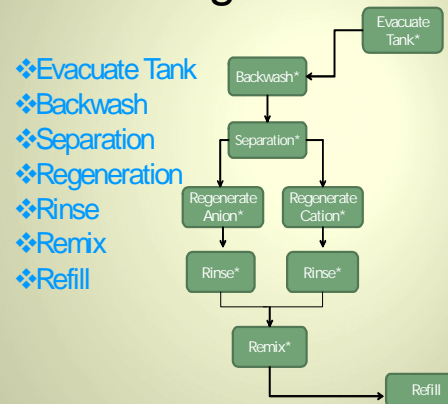 ❖Evacuate Tank
❖Backwash
❖Separation
❖Regeneration
❖Rinse
❖Remix
❖Refill
Evacuate
Tank*
Backwash*
Separation*
Regenerate
Anion*
Regenerate
Cation*
Rinse*
Rinse*
Remix*
Refill